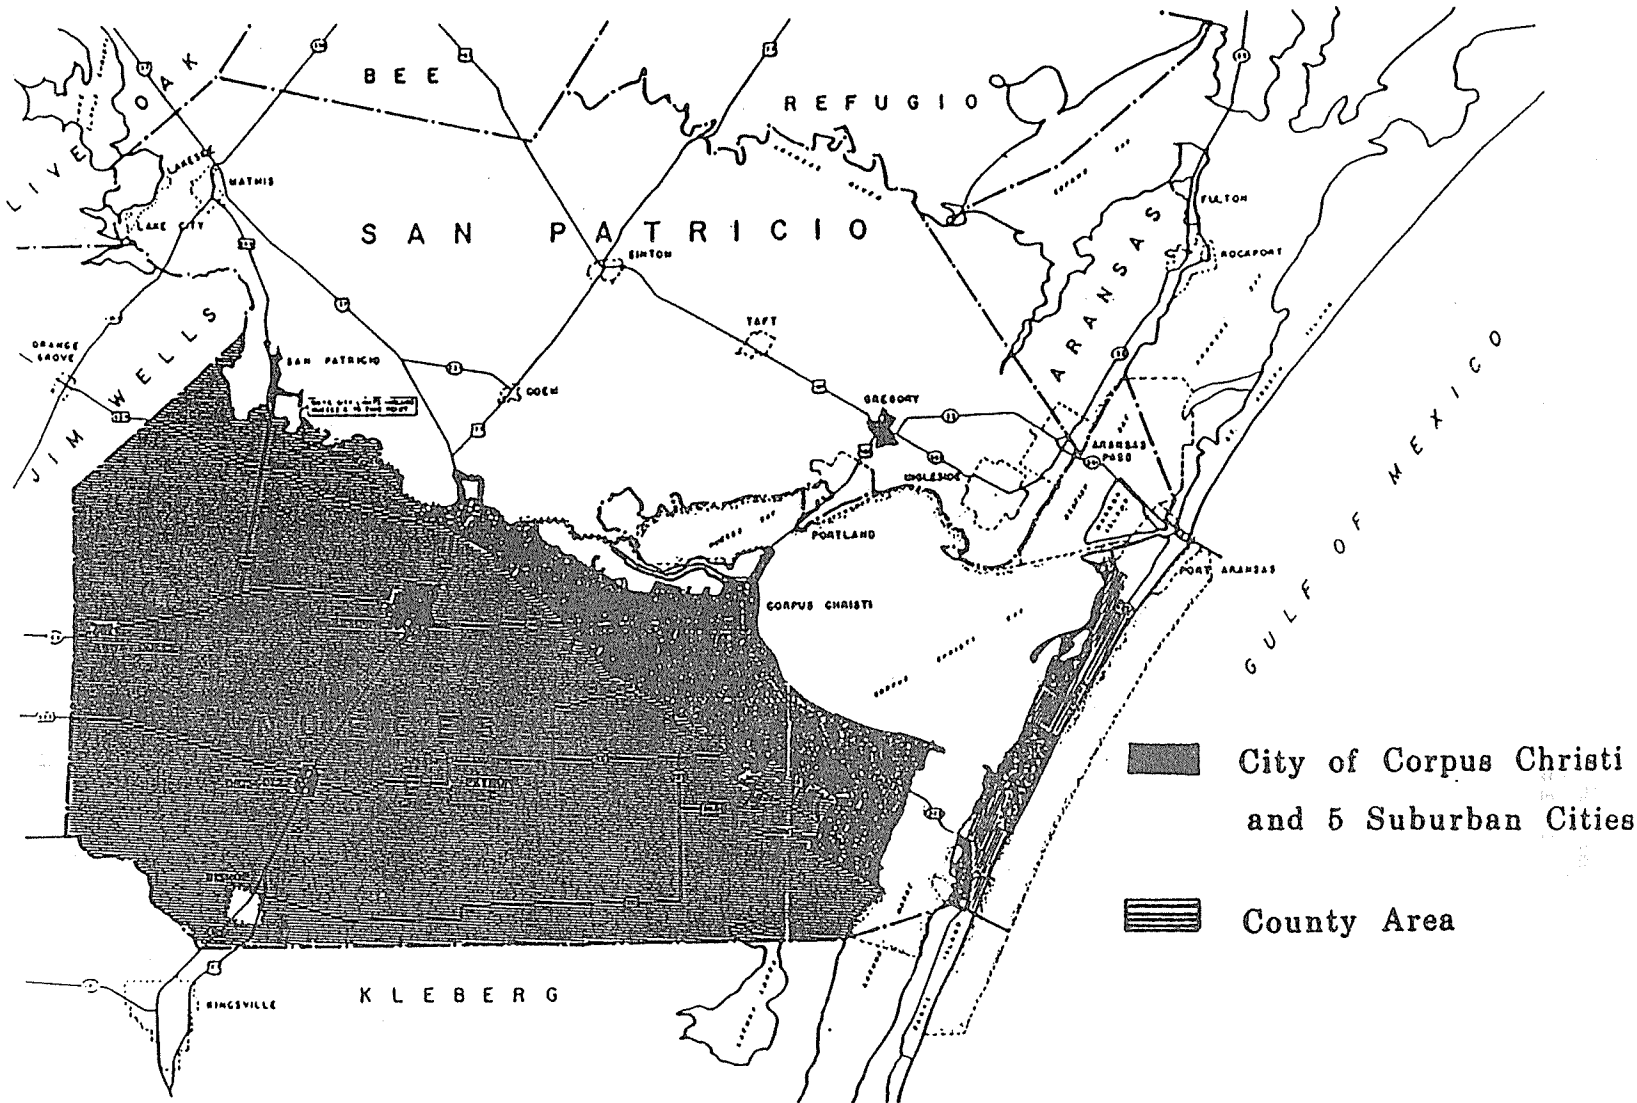 BEE
REFUGIO
LIVE OAK
LAKESIDE
MATHIS
LAKE CITY
FULTON
SAN PATRICIO
SINTON
ROCKPORT
ARANSAS
JIM WELLS
TAFT
ORANGE
GROVE
SAN PATRICIO
ODEM
GREGORY
ARANSAS
PASS
INGLESIDE
PORTLAND
PORT ARANSAS
CORPUS CHRISTI
GULF OF MEXICO
City of Corpus Christi
and 5 Suburban Cities
BISHOP
County Area
KLEBERG
KINGSVILLE